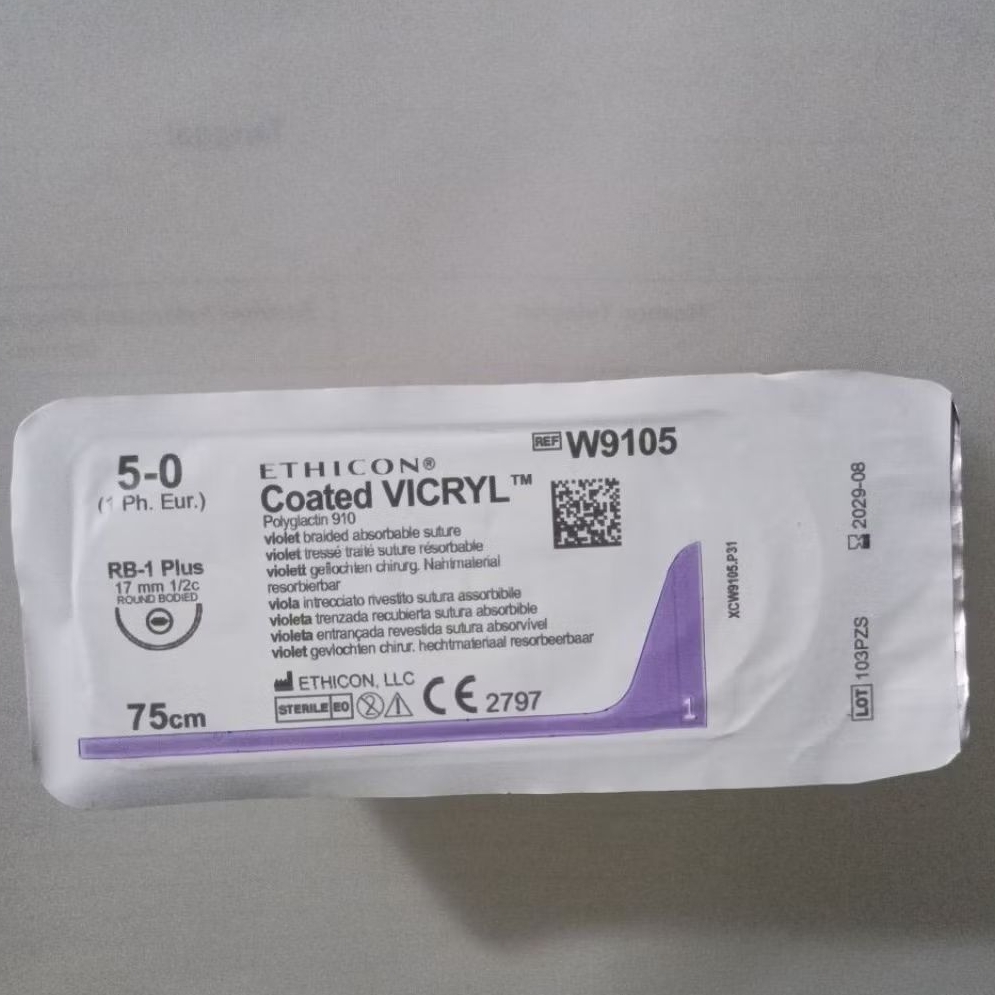 5-0
(1 Ph. Eur.)
RB-1 Plus
17 mm 1/2c
ROUND BODIED
75cm
ETHICON®
Coated VICRYL™
Polyglactin 910
violet braided absorbable suture
violet tressé traité suture résorbable
violett geflochten chirurg. Nahtmaterial
resorbierbar
viola intrecciato rivestito sutura assorbibile
violeta trenzada recubierta sutura absorbible
violeta entrançada revestida sutura absorvível
violet gevlochten chirur. hechtmateriaal resorbeerbaar
ETHICON, LLC
STERILE EO
CE 2797
REF W9105
1
XCW9105.P31
2029-08
LOT 103PZS